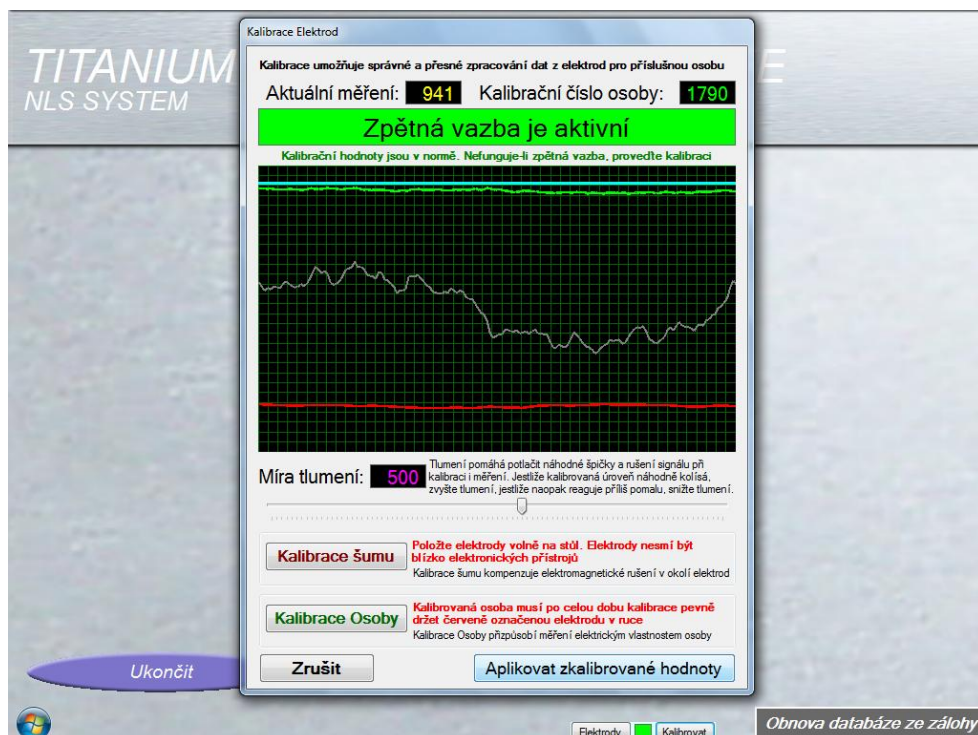 Kalibrace Elektrod
TITANIUM
E
NLS SYSTEM
Kalibrace umožňuje správné a přesné zpracování dat z elektrod pro příslušnou osobu
Aktuální měření: 941 Kalibrační číslo osoby: 1790
Zpětná vazba je aktivní
Kalibrační hodnoty jsou v normě. Nefunguje-li zpětná vazba, proveďte kalibraci
Míra tlumení: 500
Tlumení pomáhá potlačit náhodné špičky a rušení signálu při
kalibraci i měření. Jestliže kalibrovaná úroveň náhodně kolísá,
zvyšte tlumení, jestliže naopak reaguje příliš pomalu, snižte tlumení.
Kalibrace šumu
Položte elektrody volně na stůl. Elektrody nesmí být
blízko elektronických přístrojů
Kalibrace šumu kompenzuje elektromagnetické rušení v okolí elektrod
Kalibrace Osoby
Kalibrovaná osoba musí po celou dobu kalibrace pevně
držet červeně označenou elektrodu v ruce
Kalibrace Osoby přizpůsobí měření elektrickým vlastnostem osoby
Ukončit
Zrušit
Aplikovat zkalibrované hodnoty
Elektrody
Kalibrovat
Obnova databáze ze zálohy